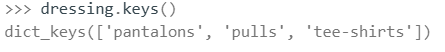 >>> dressing.keys()
dict_keys(['pantalons', 'pulls', 'tee-shirts'])